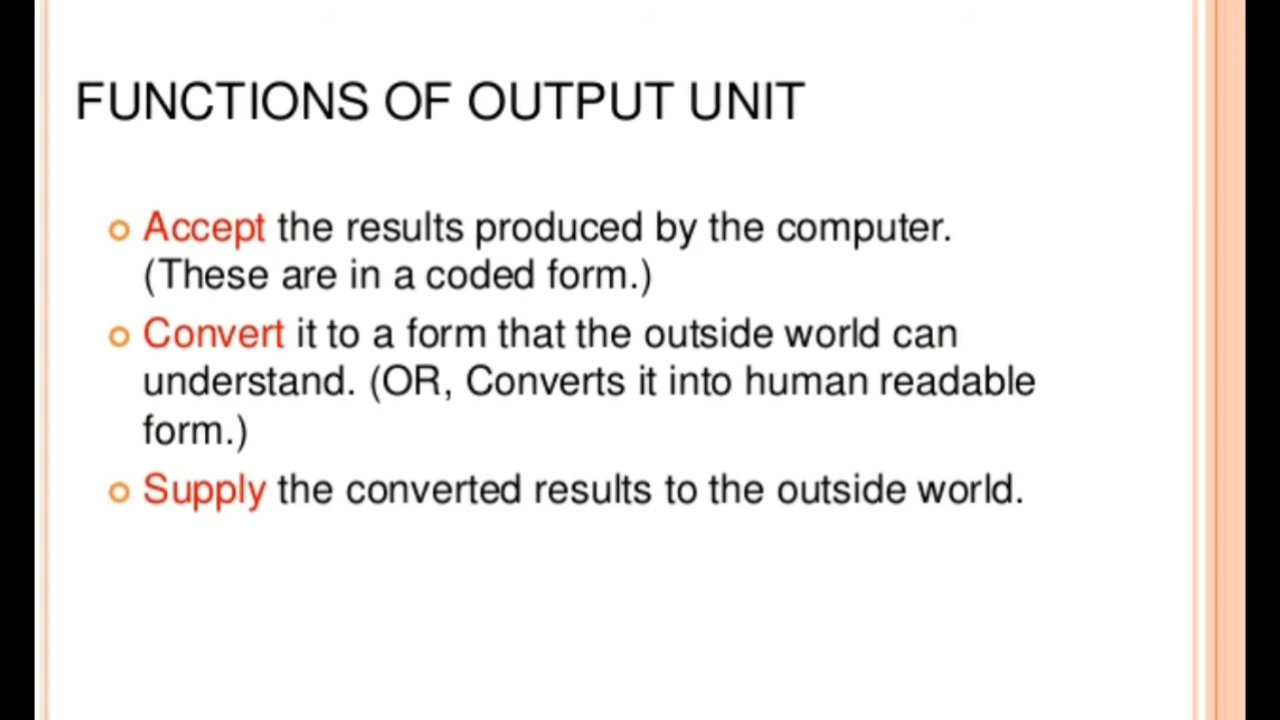 FUNCTIONS OF OUTPUT UNIT
Accept the results produced by the computer.
(These are in a coded form.)
Convert it to a form that the outside world can
understand. (OR, Converts it into human readable
form.)
Supply the converted results to the outside world.